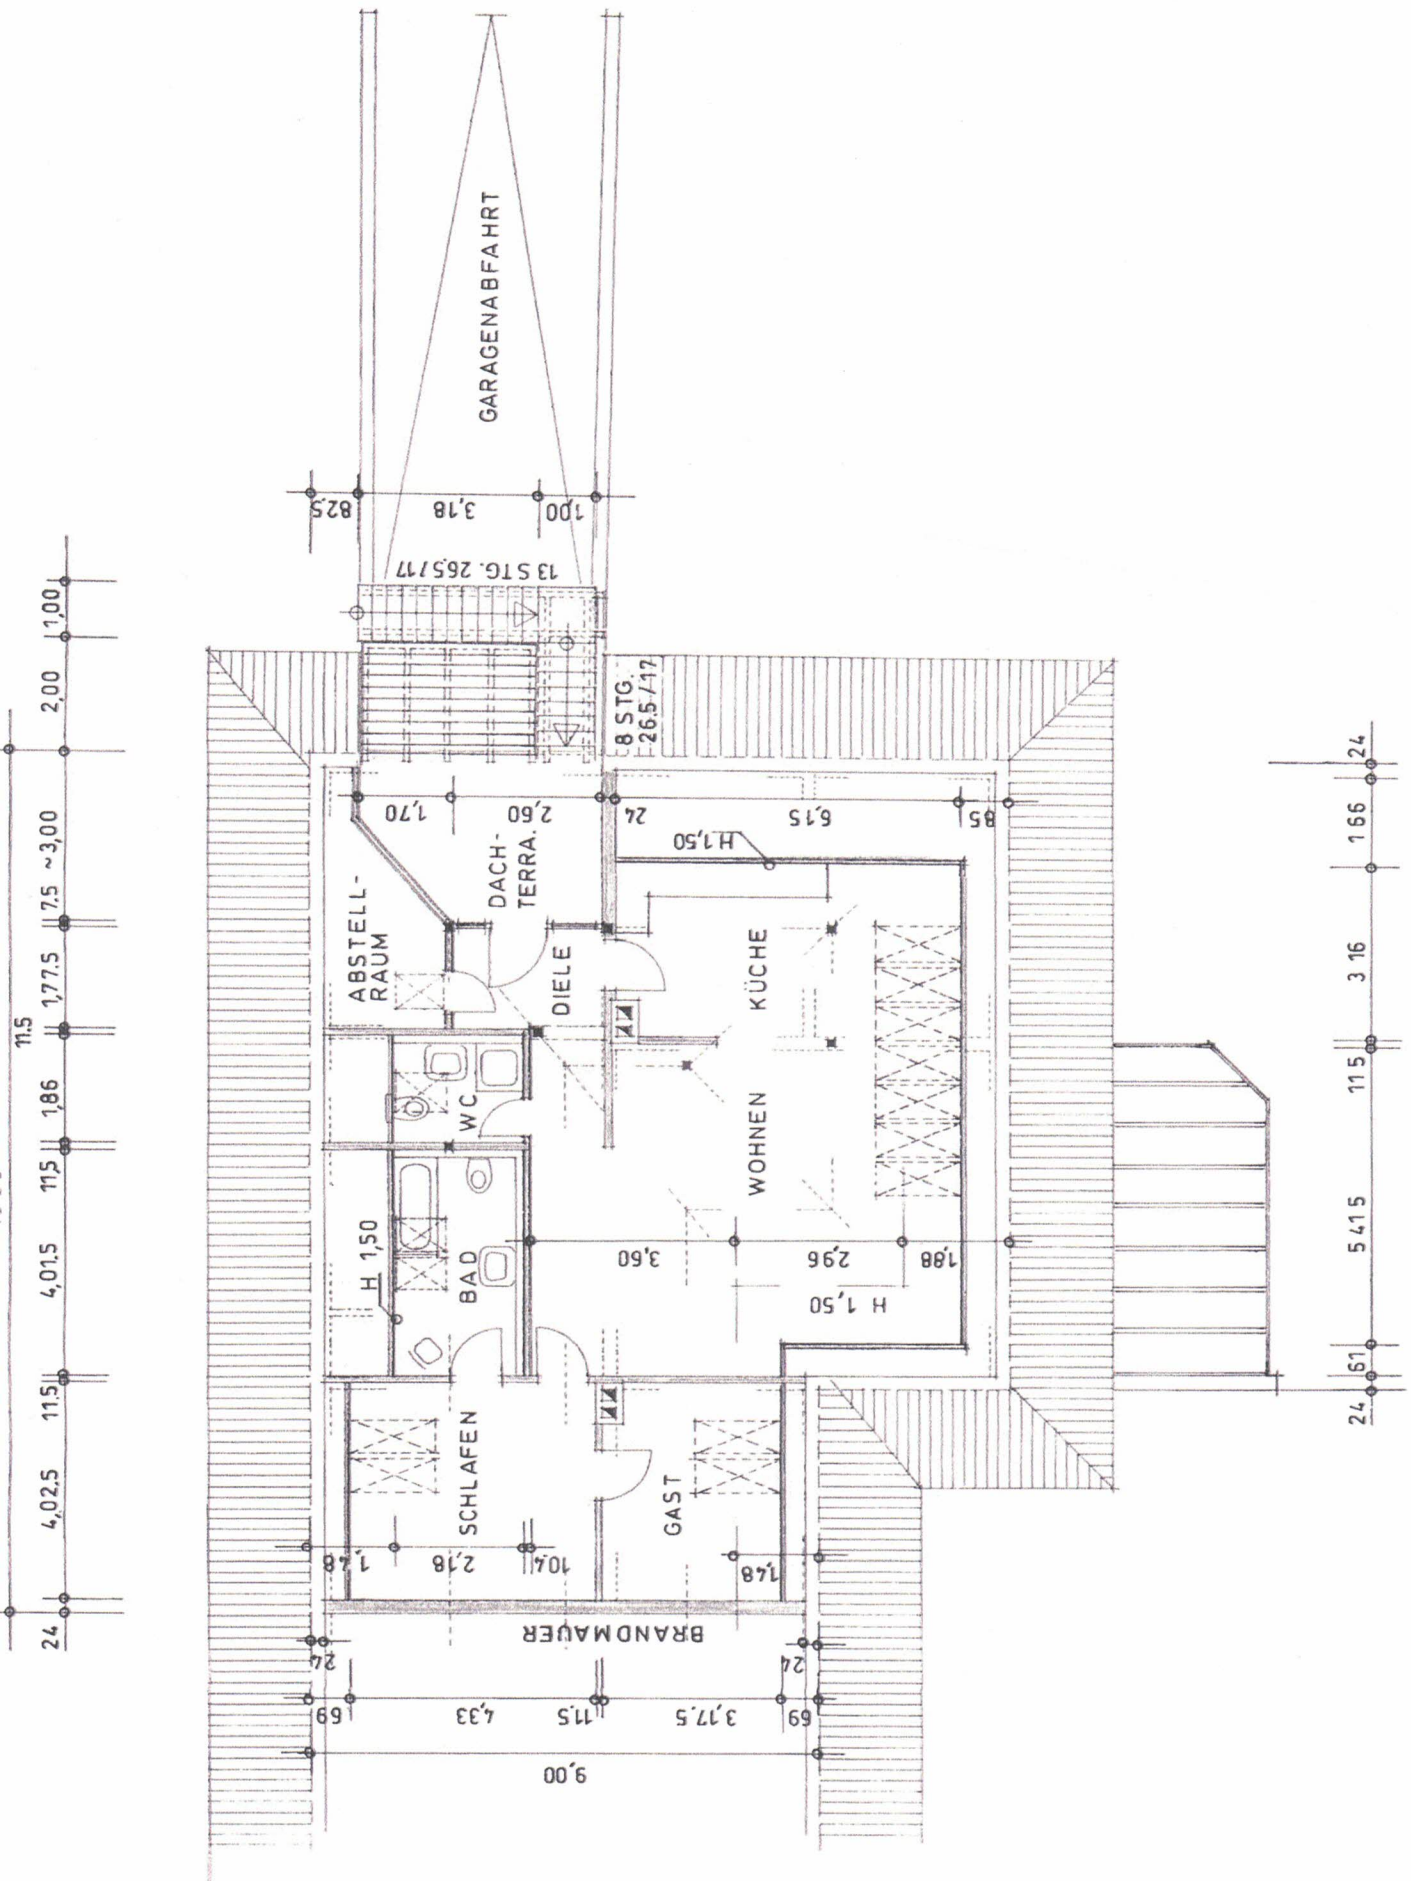 GARAGENABFAHRT
82,5
3,18
1,00
13 STG. 26,5/17
8 STG.
26.5/17
1,00
2,00
~3,00
7.5
1,77.5
11.5
1,86
11,5
4,01.5
11.5
4,02.5
24
ABSTELL-
RAUM
1,70
2,60
24
6,15
85
H 1,50
DACH-
TERRA.
DIELE
KÜCHE
WC
WOHNEN
H 1,50
BAD
3,60
2,96
1,88
H 1,50
SCHLAFEN
GAST
1,48
2,18
10.4
1,48
BRANDMAUER
24
24
69
4,33
11.5
3,17.5
69
9,00
24
1 66
3 16
11 5
5 41 5
61
24